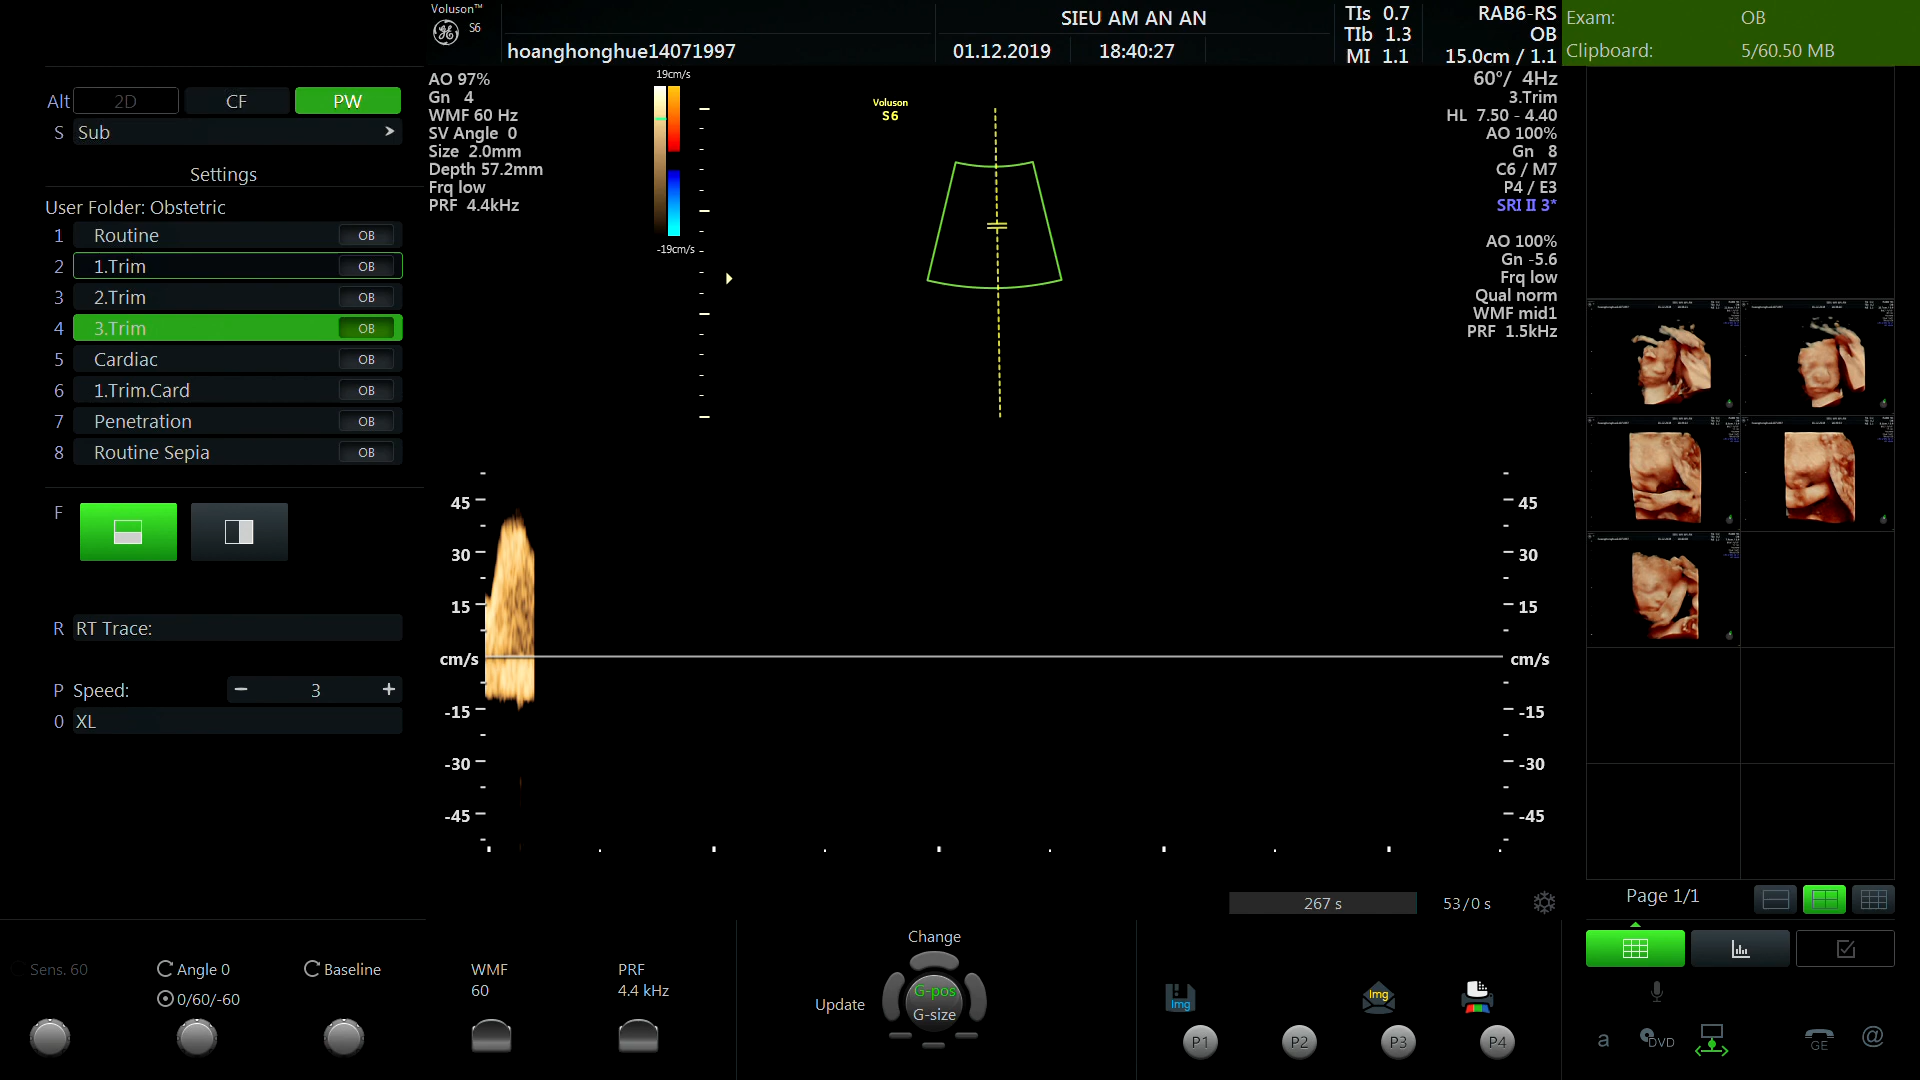 Voluson™
S6
SIEU AM AN AN
hoanghonghue14071997
01.12.2019
18:40:27
TIs 0.7
TIb 1.3
MI 1.1
RAB6-RS
OB
15.0cm / 1.1
Exam: OB
Clipboard: 5/60.50 MB
Alt 2D CF PW
S Sub
Settings
User Folder: Obstetric
1 Routine OB
2 1.Trim OB
3 2.Trim OB
4 3.Trim OB
5 Cardiac OB
6 1.Trim.Card OB
7 Penetration OB
8 Routine Sepia OB
F
R RT Trace:
P Speed: − 3 +
0 XL
AO 97%
Gn 4
WMF 60 Hz
SV Angle 0
Size 2.0mm
Depth 57.2mm
Frq low
PRF 4.4kHz
19cm/s
-19cm/s
Voluson
S6
60°/ 4Hz
3.Trim
HL 7.50 - 4.40
AO 100%
Gn 8
C6 / M7
P4 / E3
SRI II 3*
AO 100%
Gn -5.6
Frq low
Qual norm
WMF mid1
PRF 1.5kHz
45 45
30 30
15 15
cm/s cm/s
-15 -15
-30 -30
-45 -45
267 s
53/0 s
Page 1/1
Sens. 60
Angle 0
0/60/-60
Baseline
WMF
60
PRF
4.4 kHz
Change
Update
G-pos
G-size
Img
Img
P1
P2
P3
P4
a
DVD
GE
@